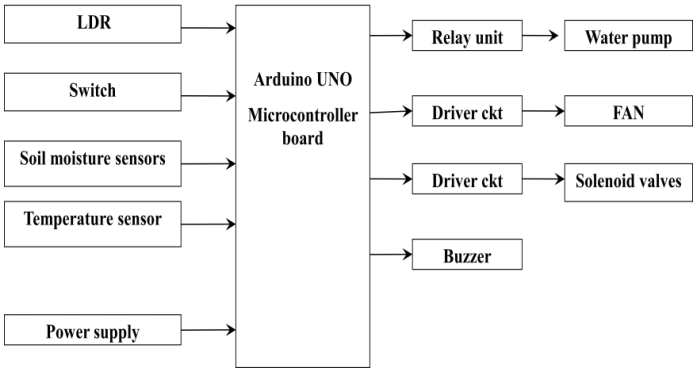 LDR
Switch
Soil moisture sensors
Temperature sensor
Power supply
Arduino UNO
Microcontroller
board
Relay unit
Water pump
Driver ckt
FAN
Driver ckt
Solenoid valves
Buzzer